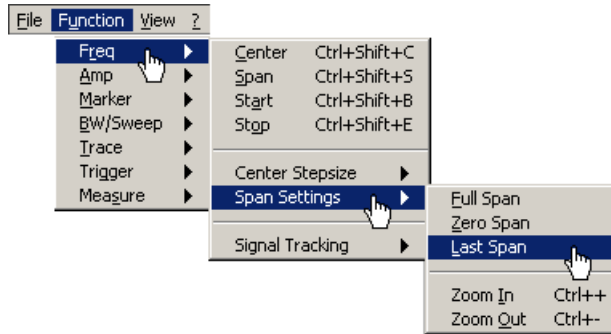 File Function View ?
Freq
Amp
Marker
BW/Sweep
Trace
Trigger
Measure
Center Ctrl+Shift+C
Span Ctrl+Shift+S
Start Ctrl+Shift+B
Stop Ctrl+Shift+E
Center Stepsize
Span Settings
Signal Tracking
Full Span
Zero Span
Last Span
Zoom In Ctrl++
Zoom Out Ctrl+-